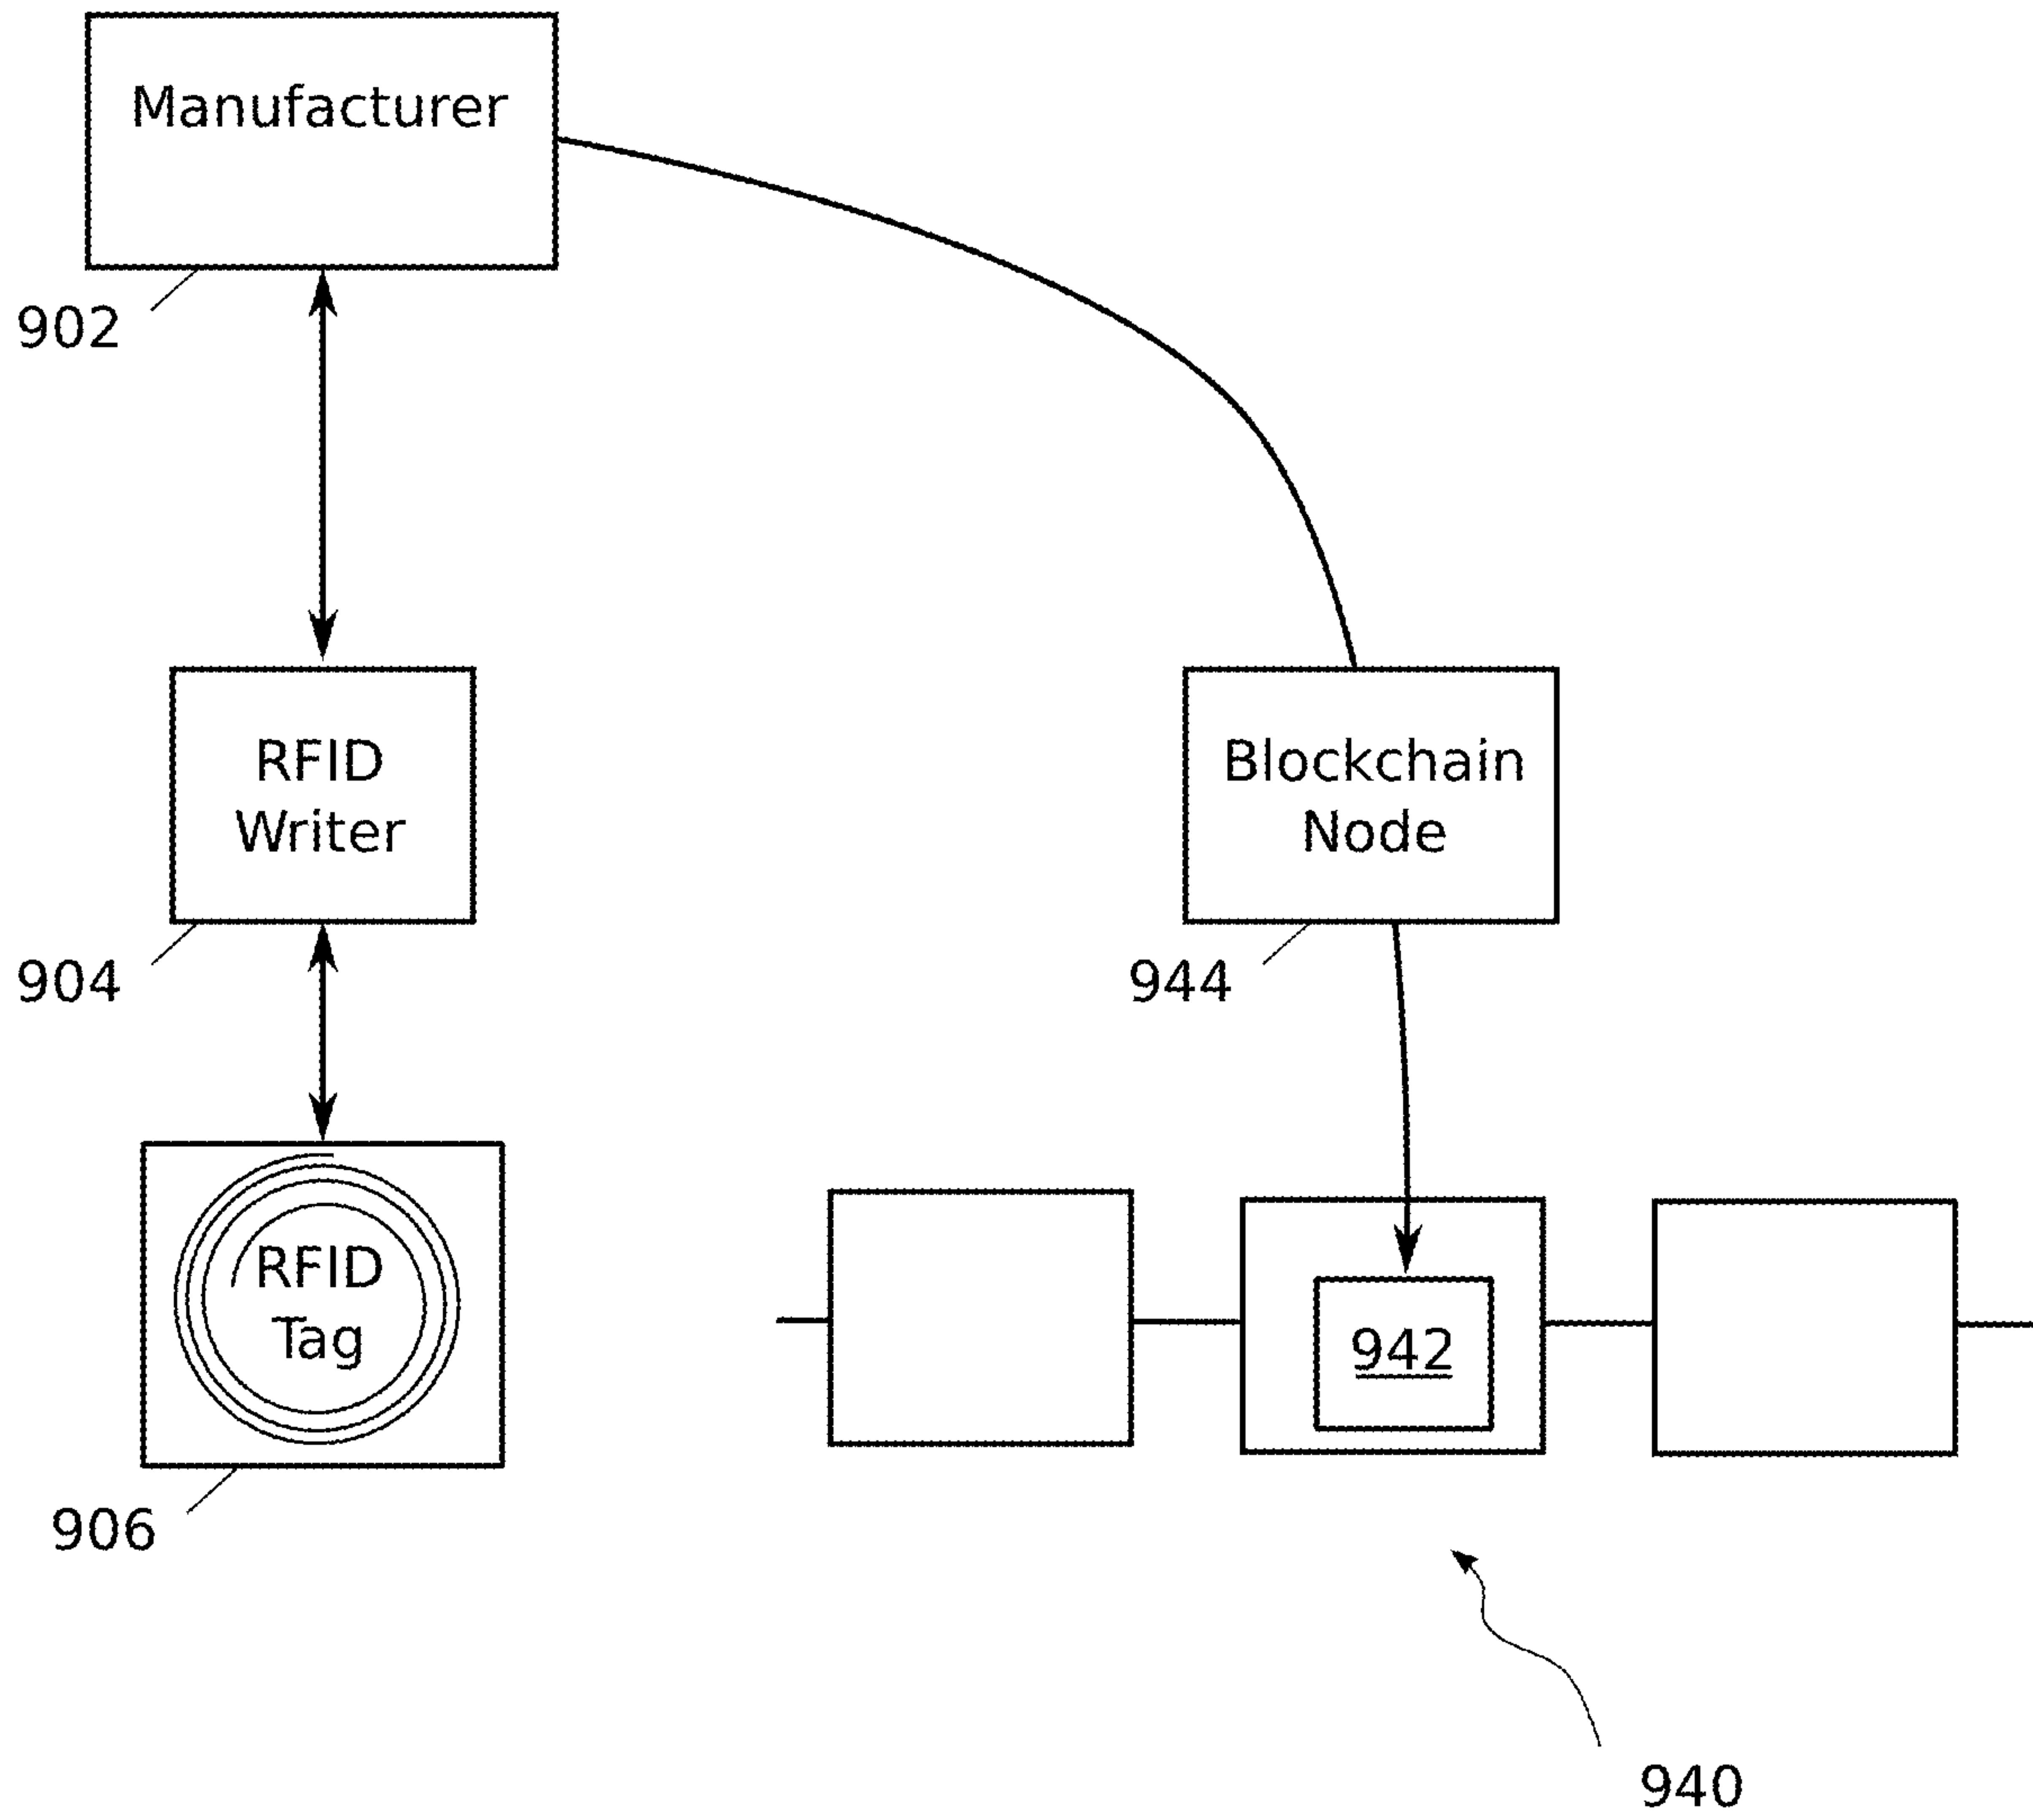 Manufacturer
902
RFID
Writer
904
Blockchain
Node
944
RFID
Tag
906
942
940